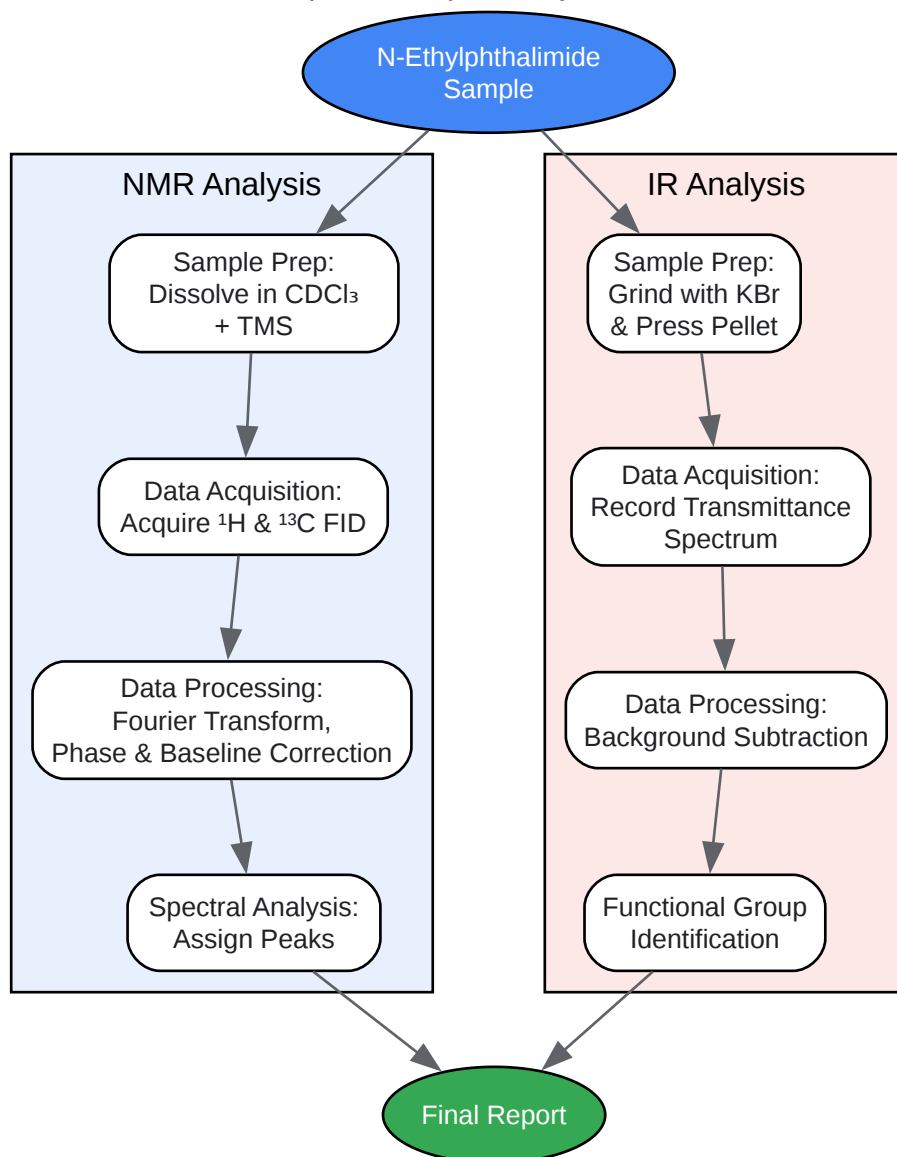 N-Ethylphthalimide
Sample
NMR Analysis
Sample Prep:
Dissolve in CDCl₃
+ TMS
Data Acquisition:
Acquire ¹H & ¹³C FID
Data Processing:
Fourier Transform,
Phase & Baseline Correction
Spectral Analysis:
Assign Peaks
IR Analysis
Sample Prep:
Grind with KBr
& Press Pellet
Data Acquisition:
Record Transmittance
Spectrum
Data Processing:
Background Subtraction
Functional Group
Identification
Final Report